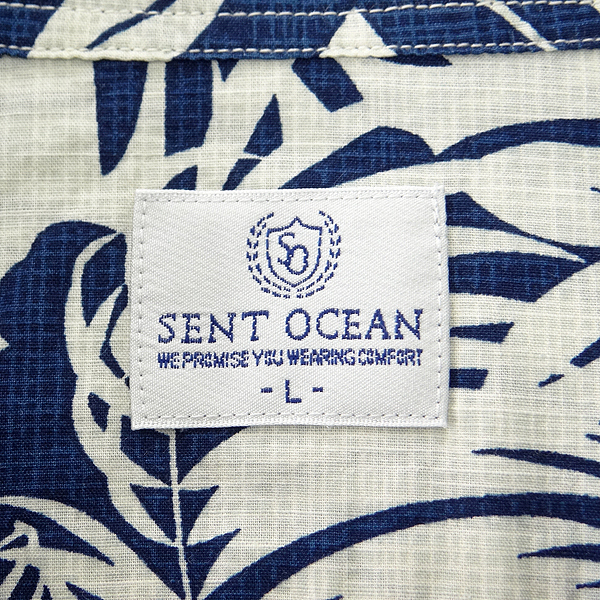 SO
SENT OCEAN
WE PROMISE YOU WEARING COMFORT
- L -